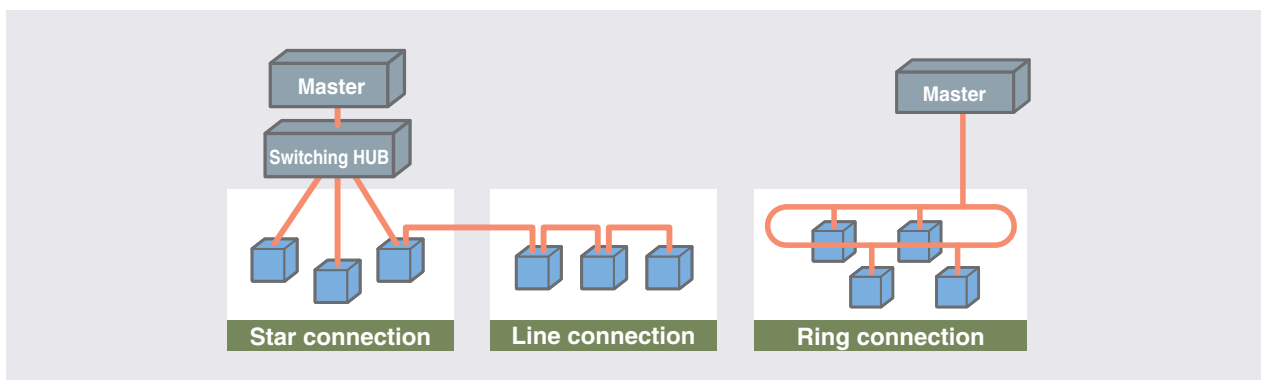 Master
Switching HUB
Master
Star connection
Line connection
Ring connection